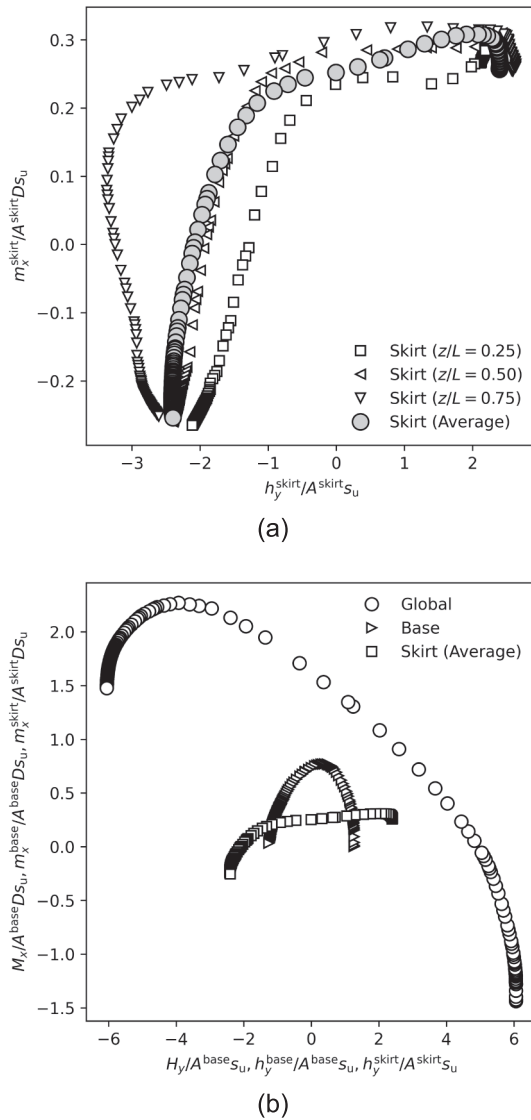 0.3
0.2
0.1
0.0
−0.1
−0.2
m_x^skirt/A^skirt Ds_u
Skirt (z/L = 0.25)
Skirt (z/L = 0.50)
Skirt (z/L = 0.75)
Skirt (Average)
−3 −2 −1 0 1 2
h_y^skirt/A^skirt s_u
(a)
2.0
1.5
1.0
0.5
0.0
−0.5
−1.0
−1.5
M_x/A^base Ds_u, m_x^base/A^base Ds_u, m_x^skirt/A^skirt Ds_u
Global
Base
Skirt (Average)
−6 −4 −2 0 2 4 6
H_y/A^base s_u, h_y^base/A^base s_u, h_y^skirt/A^skirt s_u
(b)